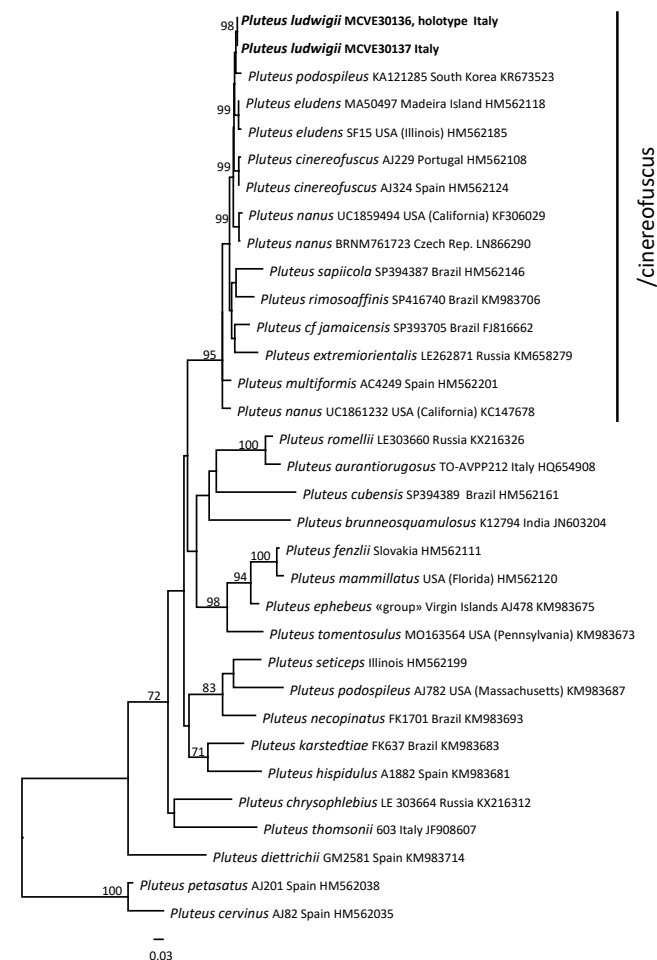 98
Pluteus ludwigii MCVE30136, holotype Italy
Pluteus ludwigii MCVE30137 Italy
Pluteus podospileus KA121285 South Korea KR673523
99
Pluteus eludens MA50497 Madeira Island HM562118
Pluteus eludens SF15 USA (Illinois) HM562185
99
Pluteus cinereofuscus AJ229 Portugal HM562108
Pluteus cinereofuscus AJ324 Spain HM562124
99
Pluteus nanus UC1859494 USA (California) KF306029
Pluteus nanus BRNM761723 Czech Rep. LN866290
/cinereofuscus
Pluteus sapiicola SP394387 Brazil HM562146
Pluteus rimosoaffinis SP416740 Brazil KM983706
Pluteus cf jamaicensis SP393705 Brazil FJ816662
95
Pluteus extremiorientalis LE262871 Russia KM658279
Pluteus multiformis AC4249 Spain HM562201
Pluteus nanus UC1861232 USA (California) KC147678
100
Pluteus romellii LE303660 Russia KX216326
Pluteus aurantiorugosus TO-AVPP212 Italy HQ654908
Pluteus cubensis SP394389 Brazil HM562161
Pluteus brunneosquamulosus K12794 India JN603204
100
Pluteus fenzlii Slovakia HM562111
94
Pluteus mammillatus USA (Florida) HM562120
98
Pluteus ephebeus «group» Virgin Islands AJ478 KM983675
Pluteus tomentosulus MO163564 USA (Pennsylvania) KM983673
Pluteus seticeps Illinois HM562199
72
83
Pluteus podospileus AJ782 USA (Massachusetts) KM983687
Pluteus necopinatus FK1701 Brazil KM983693
71
Pluteus karstedtiae FK637 Brazil KM983683
Pluteus hispidulus A1882 Spain KM983681
Pluteus chrysophlebius LE 303664 Russia KX216312
Pluteus thomsonii 603 Italy JF908607
Pluteus diettrichii GM2581 Spain KM983714
100
Pluteus petasatus AJ201 Spain HM562038
Pluteus cervinus AJ82 Spain HM562035
0.03